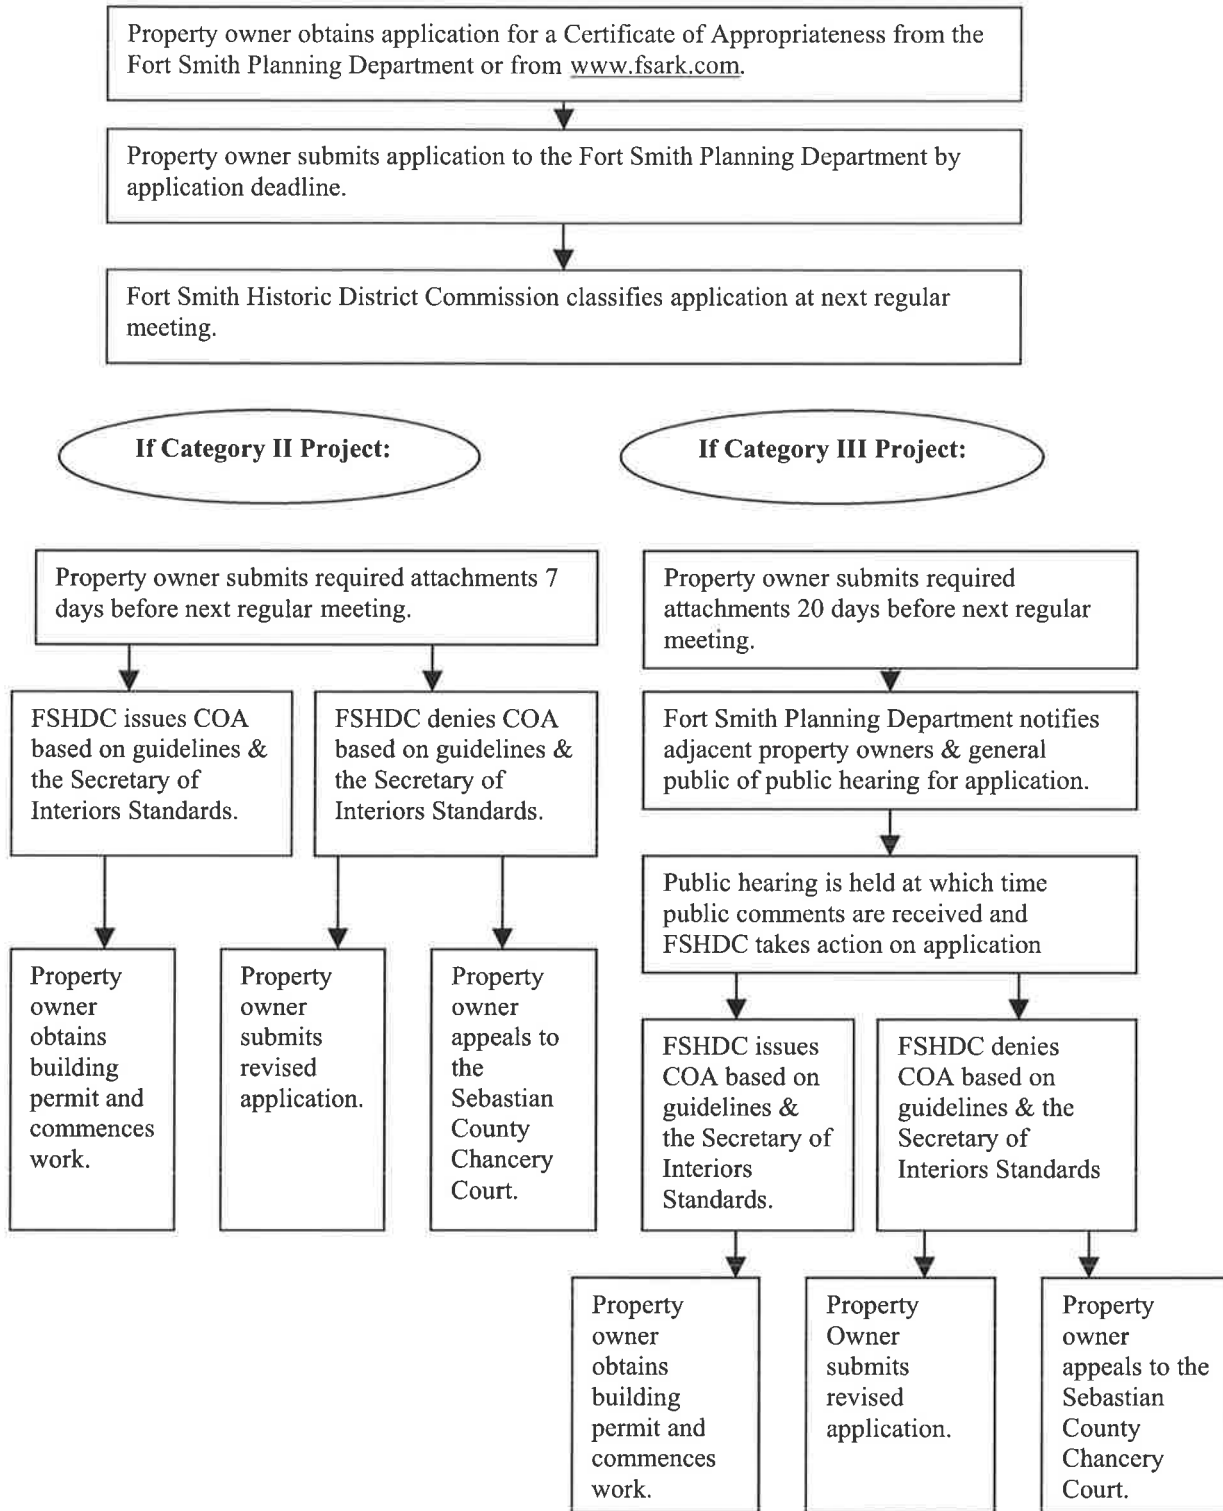 Property owner obtains application for a Certificate of Appropriateness from the
Fort Smith Planning Department or from www.fsark.com.
Property owner submits application to the Fort Smith Planning Department by
application deadline.
Fort Smith Historic District Commission classifies application at next regular
meeting.
If Category II Project:
Property owner submits required attachments 7
days before next regular meeting.
FSHDC issues COA
based on guidelines &
the Secretary of
Interiors Standards.
FSHDC denies COA
based on guidelines &
the Secretary of
Interiors Standards.
Property
owner
obtains
building
permit and
commences
work.
Property
owner
submits
revised
application.
Property
owner
appeals to
the
Sebastian
County
Chancery
Court.
If Category III Project:
Property owner submits required
attachments 20 days before next regular
meeting.
Fort Smith Planning Department notifies
adjacent property owners & general
public of public hearing for application.
Public hearing is held at which time
public comments are received and
FSHDC takes action on application
FSHDC issues
COA based on
guidelines &
the Secretary of
Interiors
Standards.
FSHDC denies
COA based on
guidelines & the
Secretary of
Interiors Standards
Property
owner
obtains
building
permit and
commences
work.
Property
Owner
submits
revised
application.
Property
owner
appeals to the
Sebastian
County
Chancery
Court.